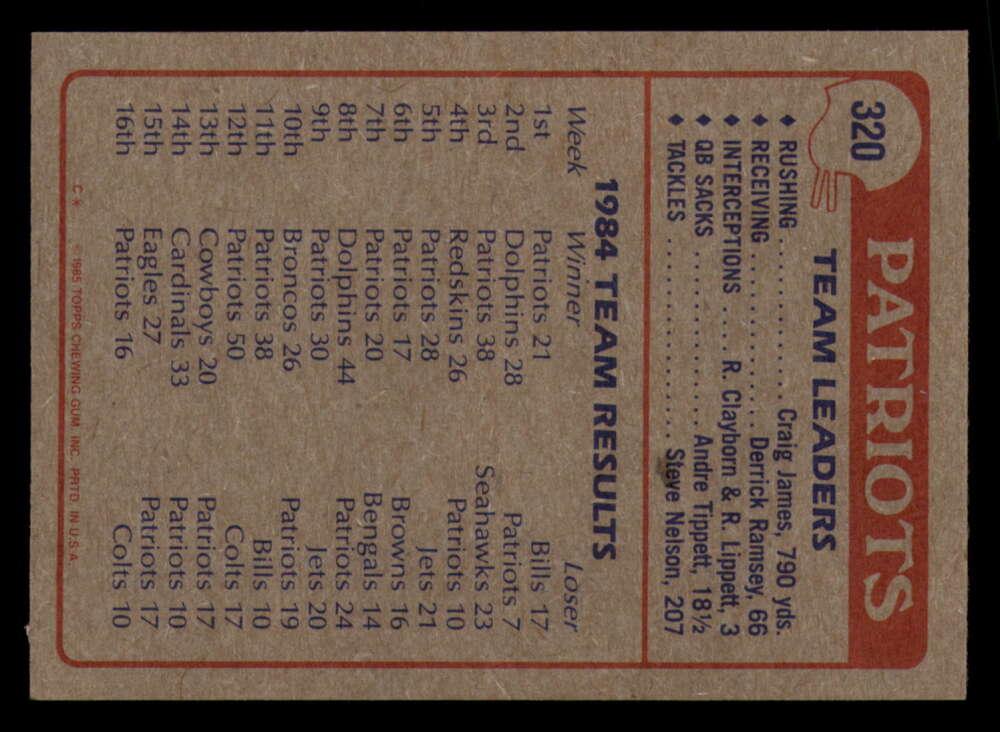 320
PATRIOTS
TEAM LEADERS
♦ RUSHING ............ Craig James, 790 yds.
♦ RECEIVING ............ Derrick Ramsey, 66
♦ INTERCEPTIONS .... R. Clayborn & R. Lippett, 3
♦ QB SACKS ............ Andre Tippett, 18½
♦ TACKLES .............. Steve Nelson, 207
1984 TEAM RESULTS
Week Winner Loser
1st Patriots 21 Bills 17
2nd Dolphins 28 Patriots 7
3rd Patriots 38 Seahawks 23
4th Redskins 26 Patriots 10
5th Patriots 28 Jets 21
6th Patriots 17 Browns 16
7th Patriots 20 Bengals 14
8th Dolphins 44 Patriots 24
9th Patriots 30 Jets 20
10th Broncos 26 Patriots 19
11th Patriots 38 Bills 10
12th Patriots 50 Colts 17
13th Cowboys 20 Patriots 17
14th Cardinals 33 Patriots 10
15th Eagles 27 Patriots 17
16th Patriots 16 Colts 10
C* © 1985 TOPPS CHEWING GUM, INC. PRTD. IN U.S.A.